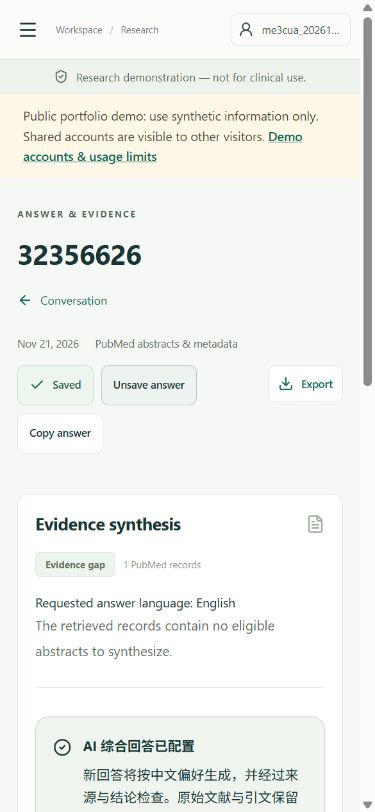 Workspace / Research
me3cua_20261...
Research demonstration — not for clinical use.
Public portfolio demo: use synthetic information only.
Shared accounts are visible to other visitors. Demo
accounts & usage limits
ANSWER & EVIDENCE
32356626
Conversation
Nov 21, 2026 PubMed abstracts & metadata
Saved
Unsave answer
Export
Copy answer
Evidence synthesis
Evidence gap
1 PubMed records
Requested answer language: English
The retrieved records contain no eligible
abstracts to synthesize.
AI 综合回答已配置
新回答将按中文偏好生成，并经过来
源与结论检查。原始文献与引文保留